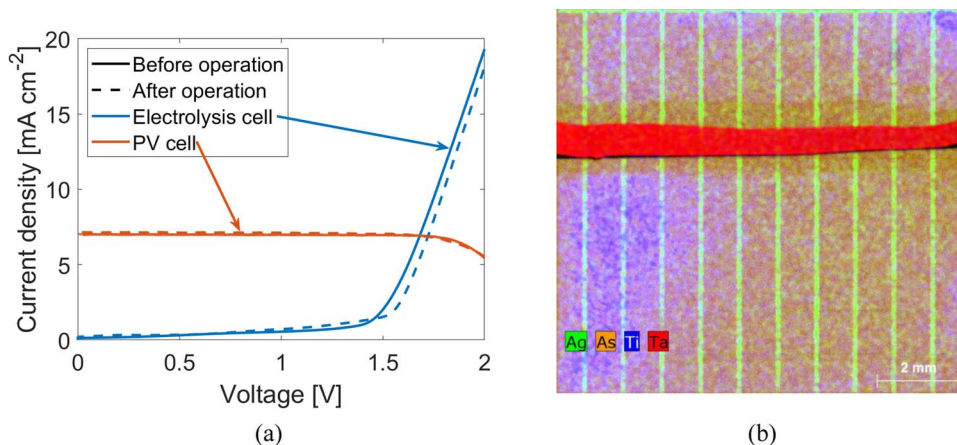 20
15
10
5
0
Current density [mA cm-2]
Before operation
After operation
Electrolysis cell
PV cell
0 0.5 1 1.5 2
Voltage [V]
(a)
Ag As Ti Ta
2 mm
(b)